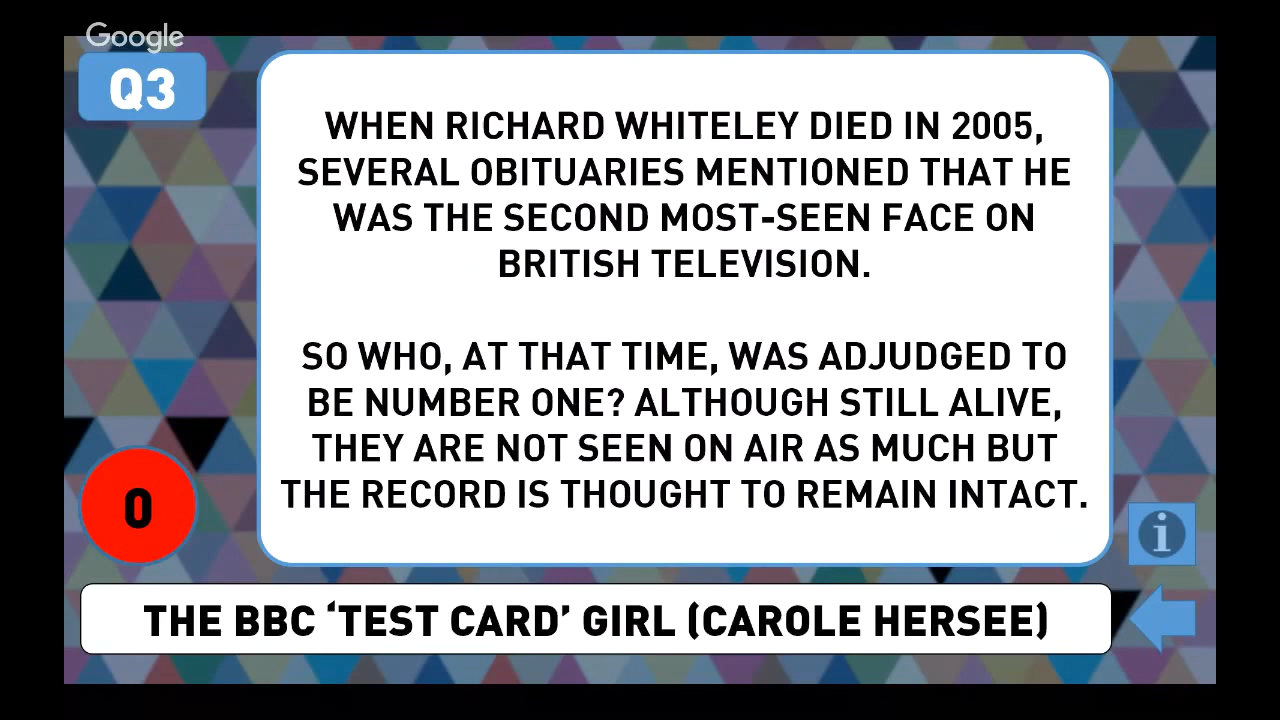 Google
Q3
WHEN RICHARD WHITELEY DIED IN 2005,
SEVERAL OBITUARIES MENTIONED THAT HE
WAS THE SECOND MOST-SEEN FACE ON
BRITISH TELEVISION.
SO WHO, AT THAT TIME, WAS ADJUDGED TO
BE NUMBER ONE? ALTHOUGH STILL ALIVE,
THEY ARE NOT SEEN ON AIR AS MUCH BUT
THE RECORD IS THOUGHT TO REMAIN INTACT.
0
i
THE BBC ‘TEST CARD’ GIRL (CAROLE HERSEE)